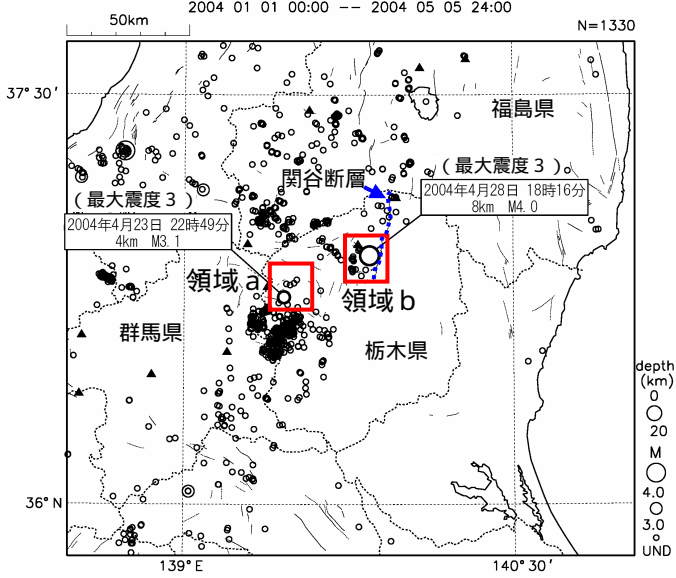 2004 01 01 00:00 -- 2004 05 05 24:00
50km
N=1330
37°30'
福島県
(最大震度3)
関谷断層
2004年4月28日 18時16分
8km M4.0
(最大震度3)
2004年4月23日 22時49分
4km M3.1
領域a
領域b
群馬県
栃木県
depth
(km)
0
20
M
4.0
3.0
UND
36°N
139°E
140°30'